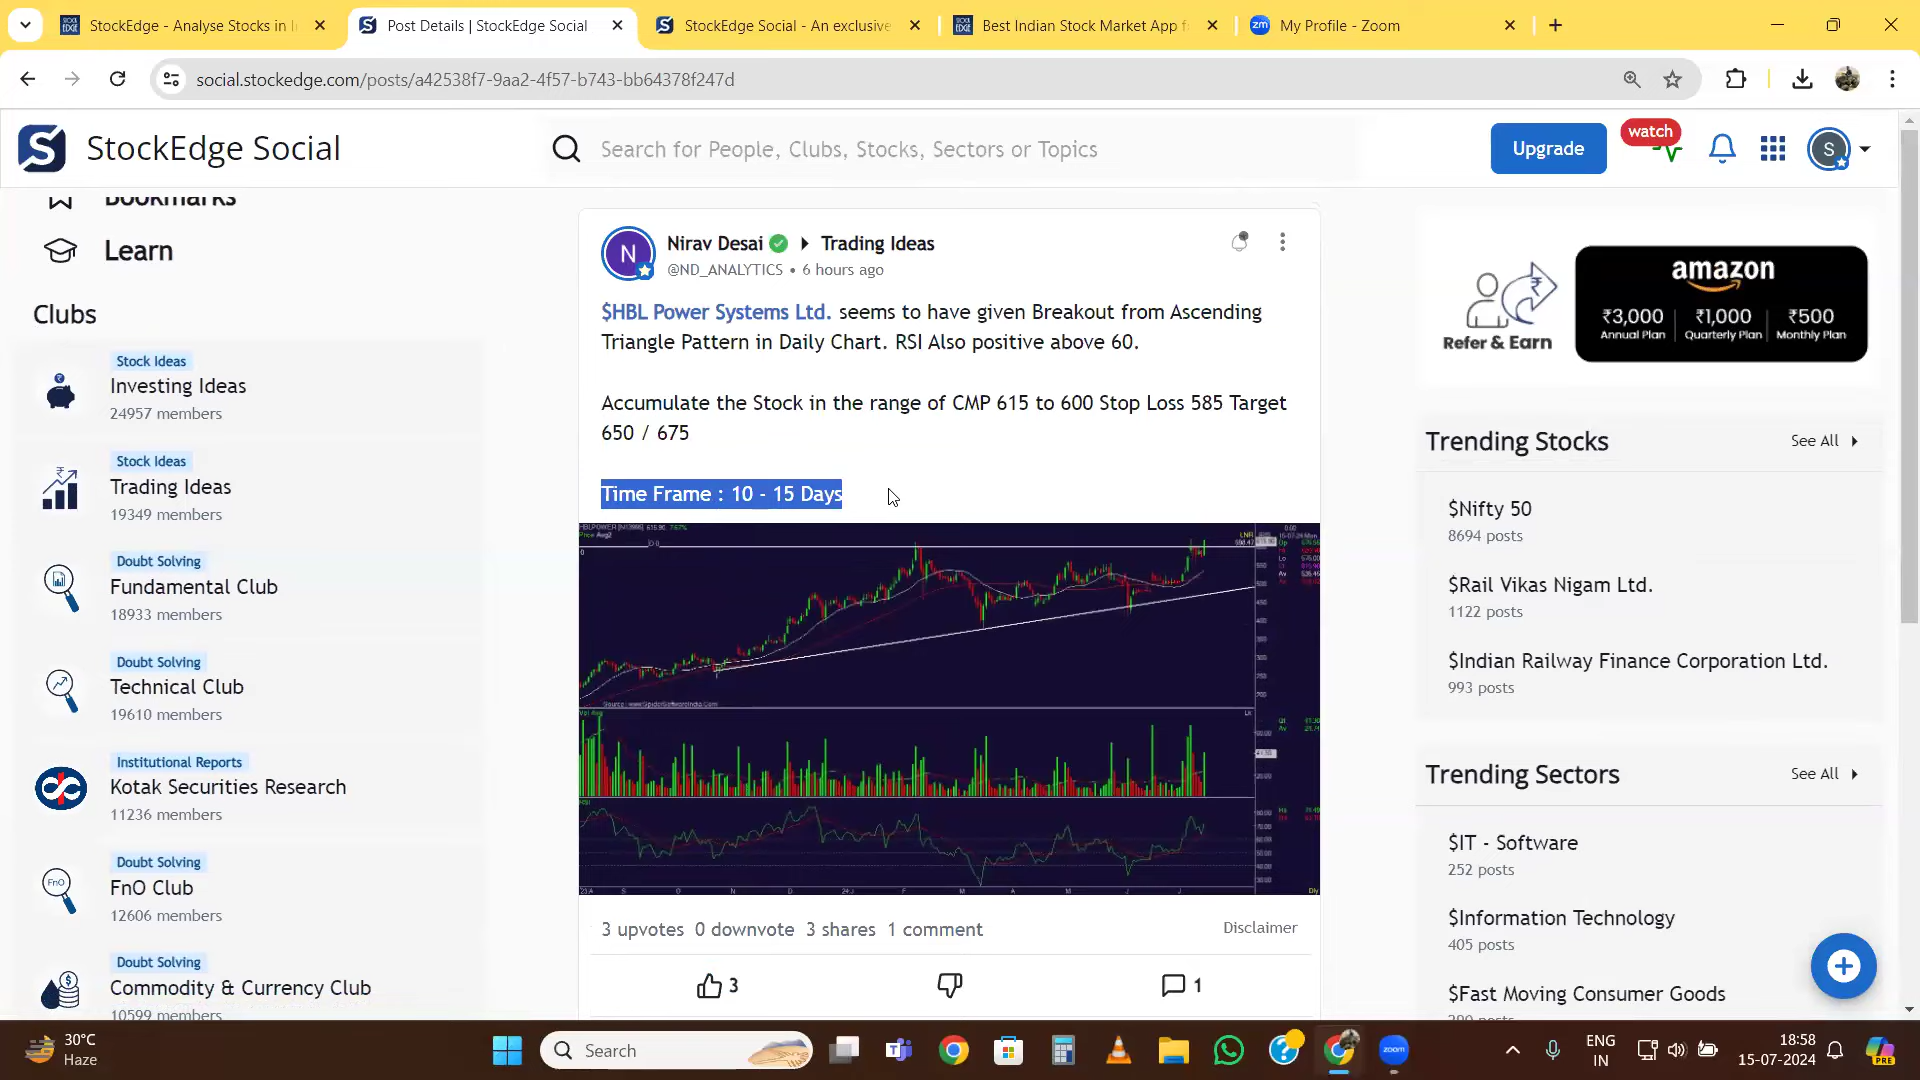 StockEdge - Analyse Stocks in I
Post Details | StockEdge Social
StockEdge Social - An exclusive
Best Indian Stock Market App f
zm
My Profile - Zoom
social.stockedge.com/posts/a42538f7-9aa2-4f57-b743-bb64378f247d
StockEdge Social
Search for People, Clubs, Stocks, Sectors or Topics
Upgrade
watch
S
Bookmarks
Learn
Clubs
Stock Ideas
Investing Ideas
24957 members
Stock Ideas
Trading Ideas
19349 members
Doubt Solving
Fundamental Club
18933 members
Doubt Solving
Technical Club
19610 members
Institutional Reports
Kotak Securities Research
11236 members
Doubt Solving
FnO
FnO Club
12606 members
Doubt Solving
Commodity & Currency Club
10599 members
N
Nirav Desai
Trading Ideas
@ND_ANALYTICS • 6 hours ago
$HBL Power Systems Ltd. seems to have given Breakout from Ascending
Triangle Pattern in Daily Chart. RSI Also positive above 60.
Accumulate the Stock in the range of CMP 615 to 600 Stop Loss 585 Target
650 / 675
Time Frame : 10 - 15 Days
3 upvotes 0 downvote 3 shares 1 comment
Disclaimer
3
1
Refer & Earn
amazon
₹3,000
Annual Plan
₹1,000
Quarterly Plan
₹500
Monthly Plan
Trending Stocks
See All
$Nifty 50
8694 posts
$Rail Vikas Nigam Ltd.
1122 posts
$Indian Railway Finance Corporation Ltd.
993 posts
Trending Sectors
See All
$IT - Software
252 posts
$Information Technology
405 posts
$Fast Moving Consumer Goods
30°C
Haze
Search
zoom
ENG
IN
18:58
15-07-2024
PRE